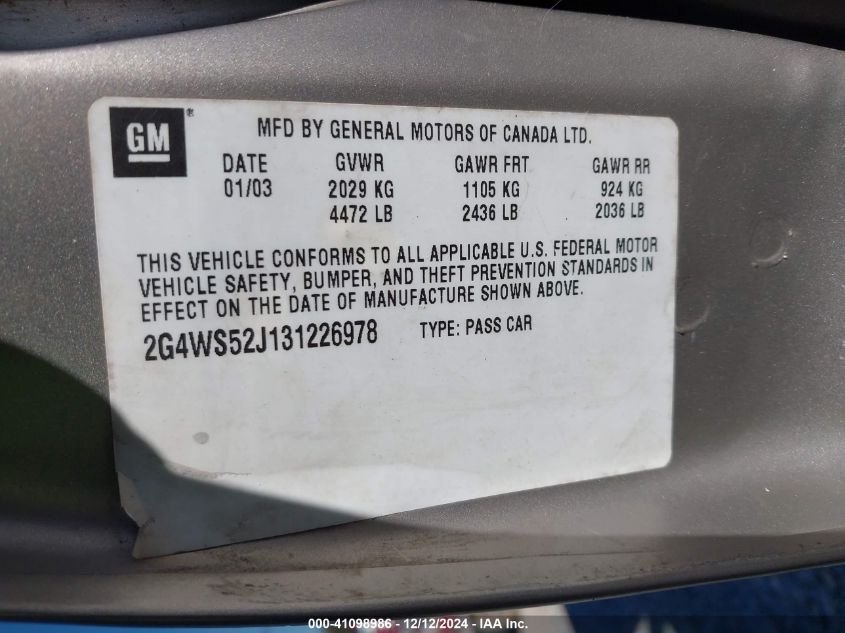 GM®
MFD BY GENERAL MOTORS OF CANADA LTD.
DATE GVWR GAWR FRT GAWR RR
01/03 2029 KG 1105 KG 924 KG
4472 LB 2436 LB 2036 LB
THIS VEHICLE CONFORMS TO ALL APPLICABLE U.S. FEDERAL MOTOR
VEHICLE SAFETY, BUMPER, AND THEFT PREVENTION STANDARDS IN
EFFECT ON THE DATE OF MANUFACTURE SHOWN ABOVE.
2G4WS52J131226978 TYPE: PASS CAR
000-41098986 - 12/12/2024 - IAA Inc.